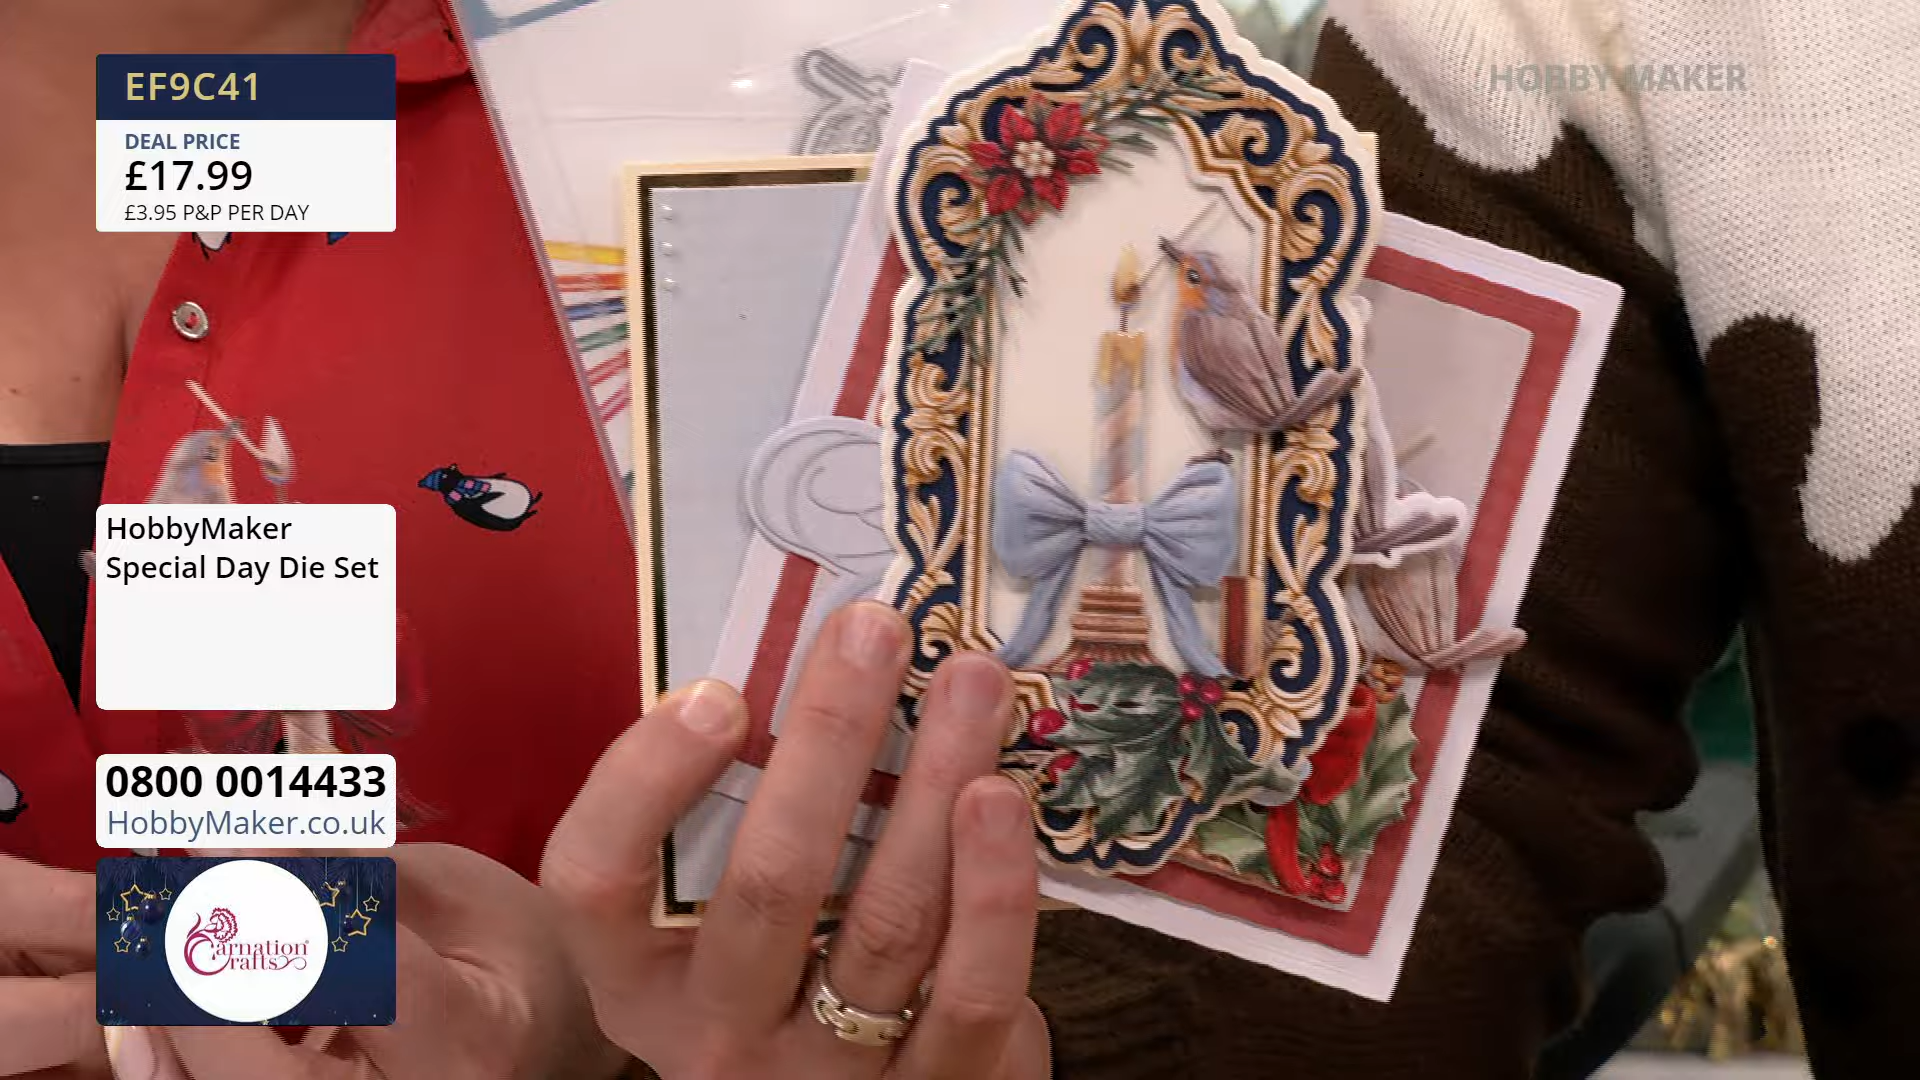 EF9C41
DEAL PRICE
£17.99
£3.95 P&P PER DAY
HOBBY MAKER
HobbyMaker
Special Day Die Set
0800 0014433
HobbyMaker.co.uk
Carnation
Crafts